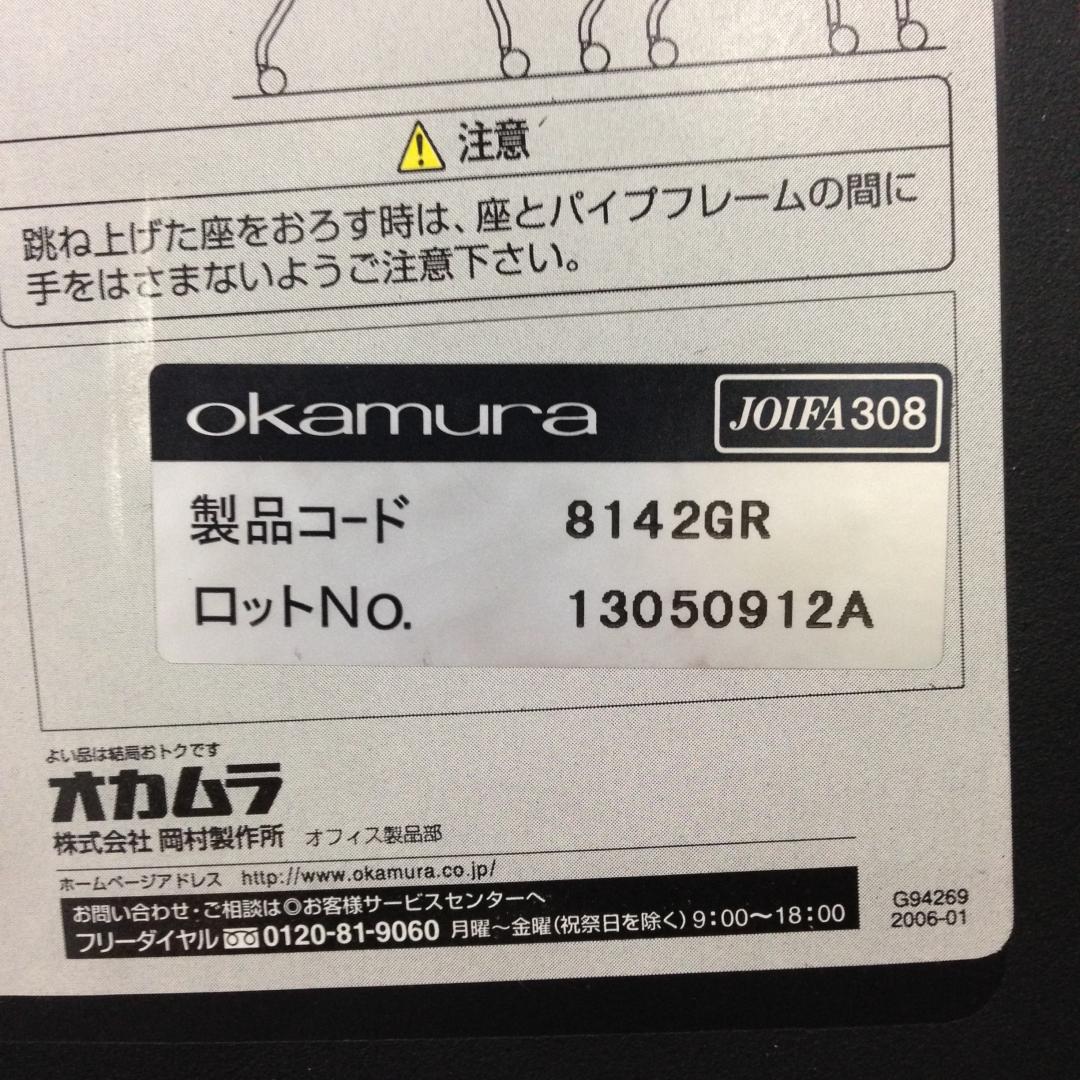 注意
跳ね上げた座をおろす時は、座とパイプフレームの間に
手をはさまないようご注意下さい。
okamura JOIFA308
製品コード 8142GR
ロットNo. 13050912A
よい品は結局おトクです
オカムラ
株式会社 岡村製作所 オフィス製品部
ホームページアドレス http://www.okamura.co.jp/
お問い合わせ・ご相談は◎お客様サービスセンターへ
フリーダイヤル 0120-81-9060 月曜～金曜(祝祭日を除く) 9:00～18:00
G94269
2006-01